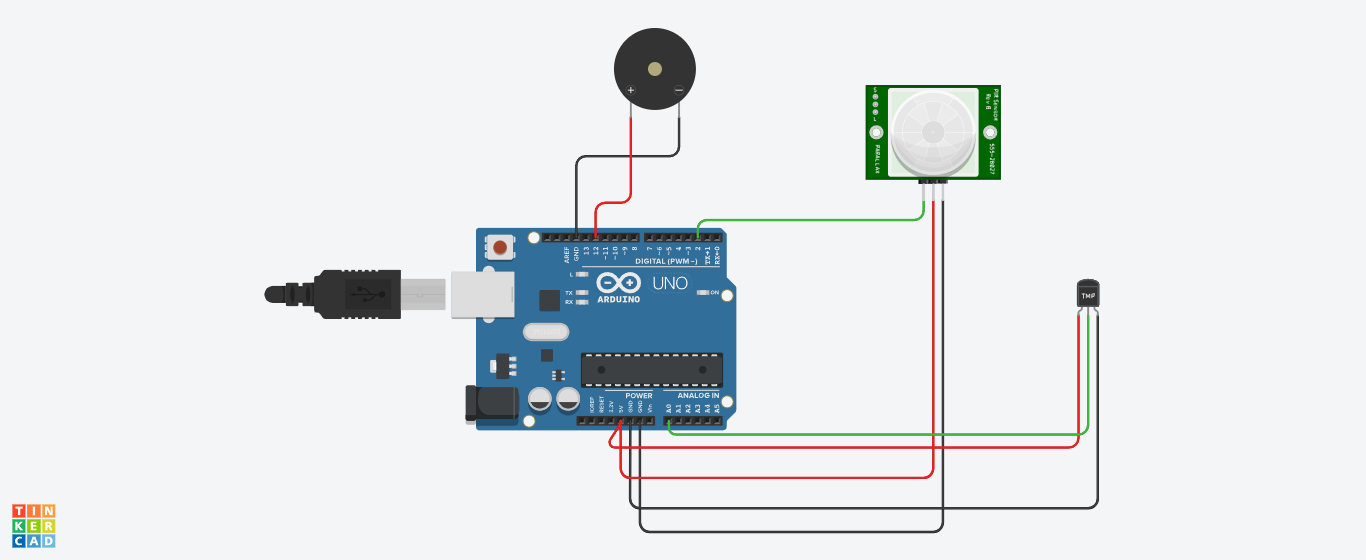 +
−
S
L
PIR Sensor
Rev B
PARALLAX
555-28027
AREF
GND
13
12
~11
~10
~9
8
7
~6
~5
4
~3
2
TX→1
RX←0
DIGITAL (PWM~)
L
TX
RX
UNO
ARDUINO
ON
TMP
POWER
ANALOG IN
IOREF
RESET
3.3V
5V
GND
GND
Vin
A0
A1
A2
A3
A4
A5
TIN
KER
CAD